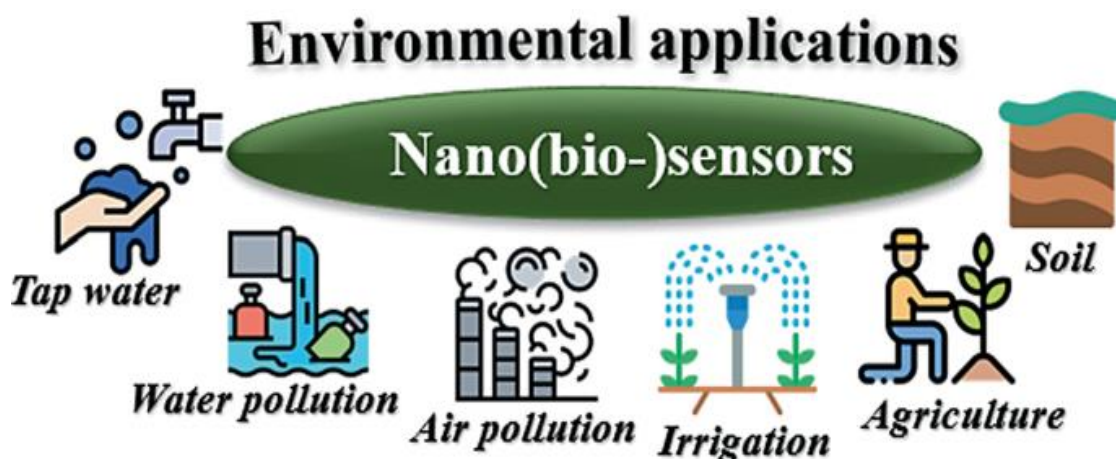 Environmental applications
Nano(bio-)sensors
Tap water
Water pollution
Air pollution
Irrigation
Agriculture
Soil